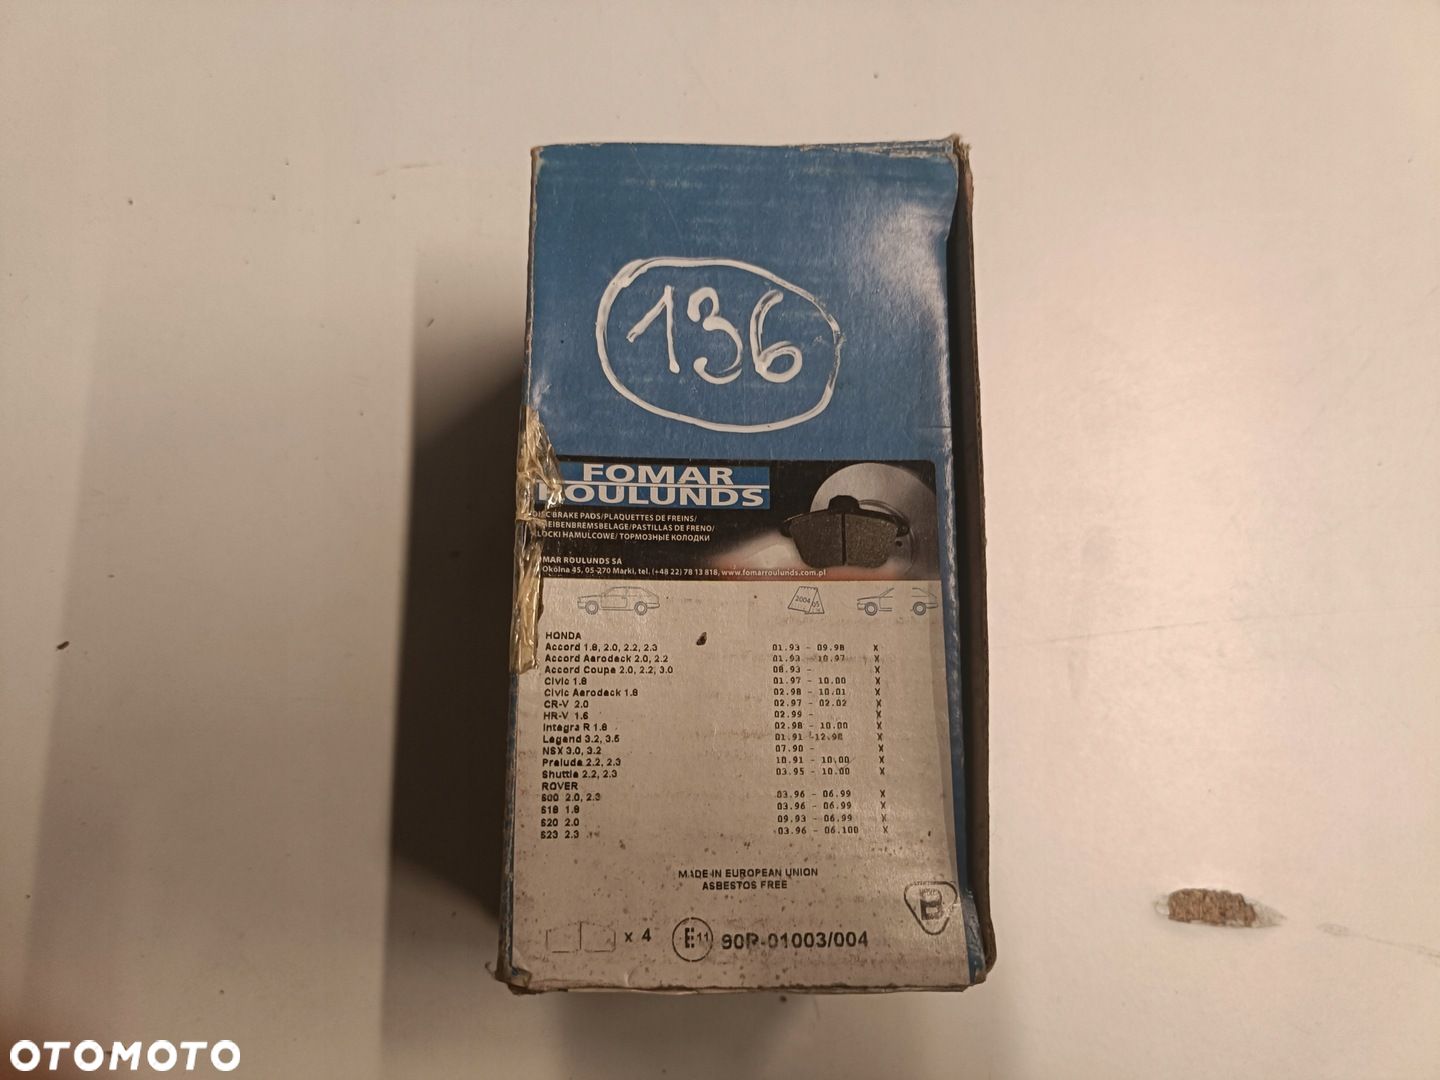 136
FOMAR
ROULUNDS
DISC BRAKE PADS/PLAQUETTES DE FREINS/
EIBENBREMSBELAGE/PASTILLAS DE FRENO/
KLOCKI HAMULCOWE/ ТОРМОЗНЫЕ КОЛОДКИ
OMAR ROULUNDS SA
Okólna 45, 05-270 Marki, tel. (+48 22) 78 13 818, www.fomarroulunds.com.pl
2004 05
HONDA
Accord 1.8, 2.0, 2.2, 2.3 01.93 - 09.98 X
Accord Aerodeck 2.0, 2.2 01.93 - 10.97 X
Accord Coupe 2.0, 2.2, 3.0 08.93 - X
Civic 1.8 01.97 - 10.00 X
Civic Aerodeck 1.8 02.98 - 10.01 X
CR-V 2.0 02.97 - 02.02 X
HR-V 1.6 02.99 - X
Integra R 1.8 02.98 - 10.00 X
Legend 3.2, 3.5 01.91 - 12.98 X
NSX 3.0, 3.2 07.90 - X
Prelude 2.2, 2.3 10.91 - 10.00 X
Shuttle 2.2, 2.3 03.95 - 10.00 X
ROVER
600 2.0, 2.3 03.96 - 06.99 X
618 1.8 03.96 - 06.99 X
620 2.0 09.93 - 06.99 X
623 2.3 03.96 - 06.100 X
MADE IN EUROPEAN UNION
ASBESTOS FREE
B
x 4 E11 90R-01003/004
OTOMOTO